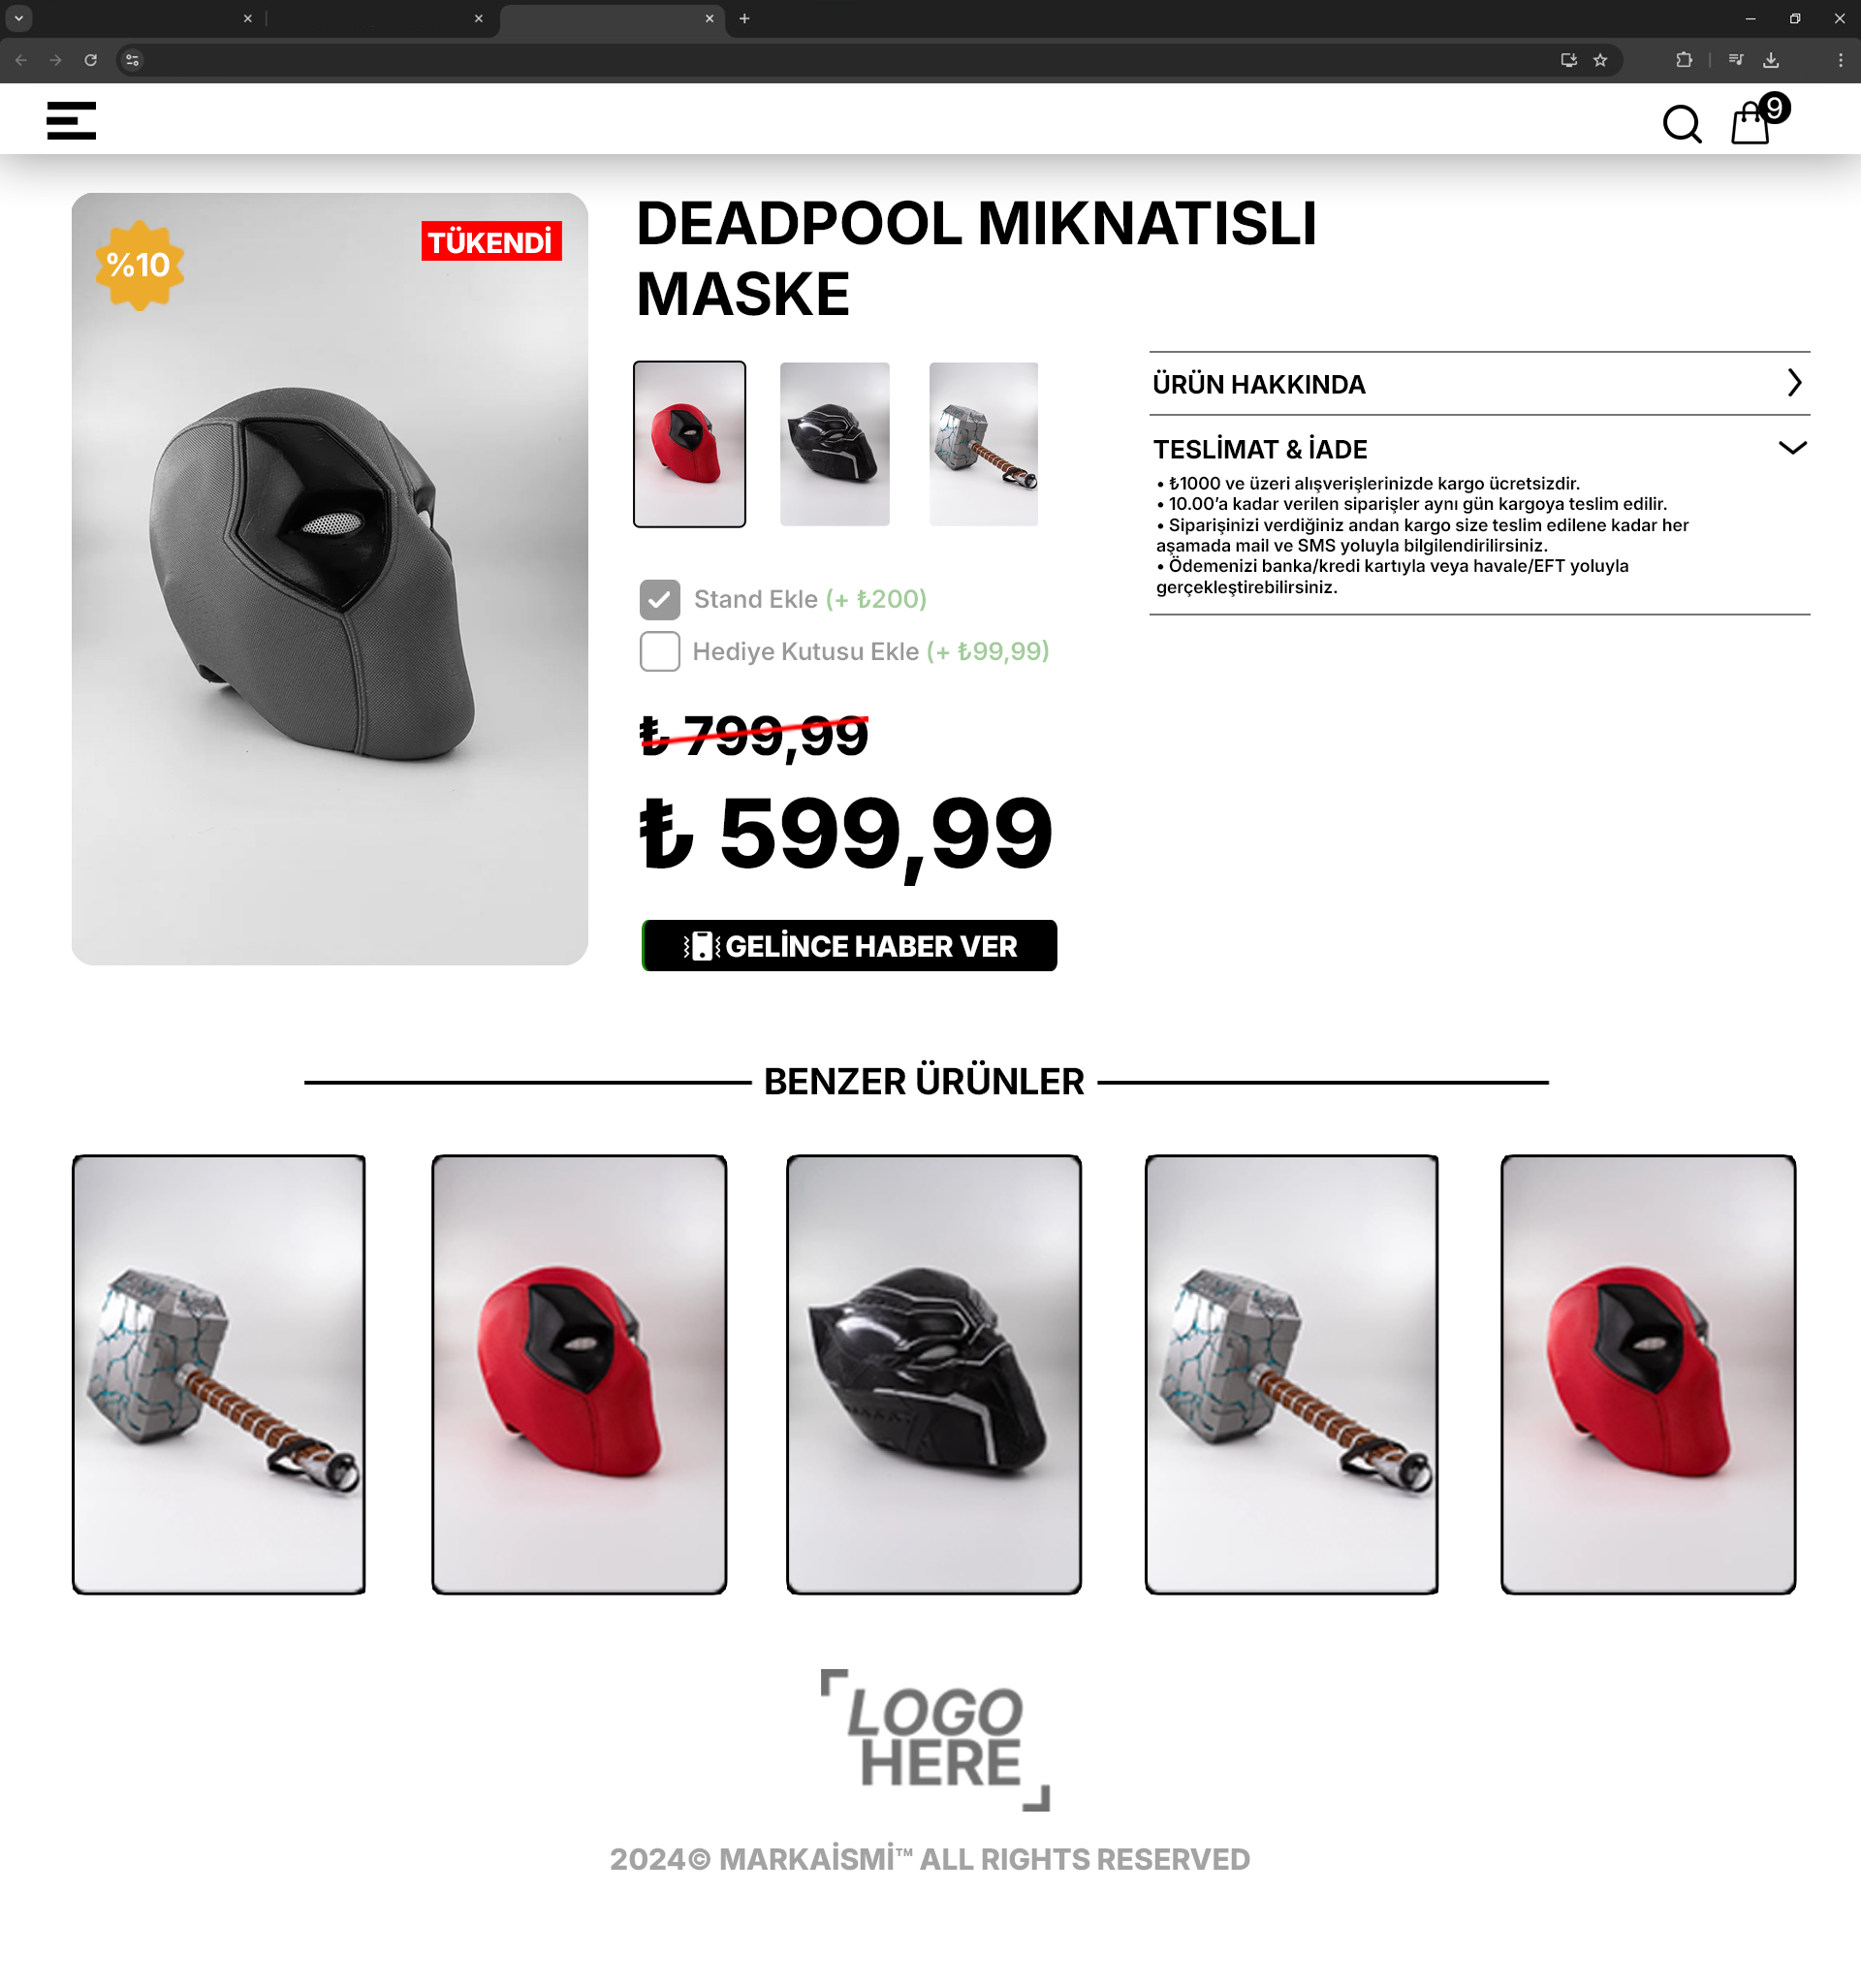 9
%10
TÜKENDİ
DEADPOOL MIKNATISLI
MASKE
Stand Ekle (+ ₺200)
Hediye Kutusu Ekle (+ ₺99,99)
₺ 799,99
₺ 599,99
GELİNCE HABER VER
ÜRÜN HAKKINDA
TESLİMAT & İADE
• ₺1000 ve üzeri alışverişlerinizde kargo ücretsizdir.
• 10.00’a kadar verilen siparişler aynı gün kargoya teslim edilir.
• Siparişinizi verdiğiniz andan kargo size teslim edilene kadar her
aşamada mail ve SMS yoluyla bilgilendirilirsiniz.
• Ödemenizi banka/kredi kartıyla veya havale/EFT yoluyla
gerçekleştirebilirsiniz.
BENZER ÜRÜNLER
LOGO
HERE
2024© MARKAİSMİ™ ALL RIGHTS RESERVED